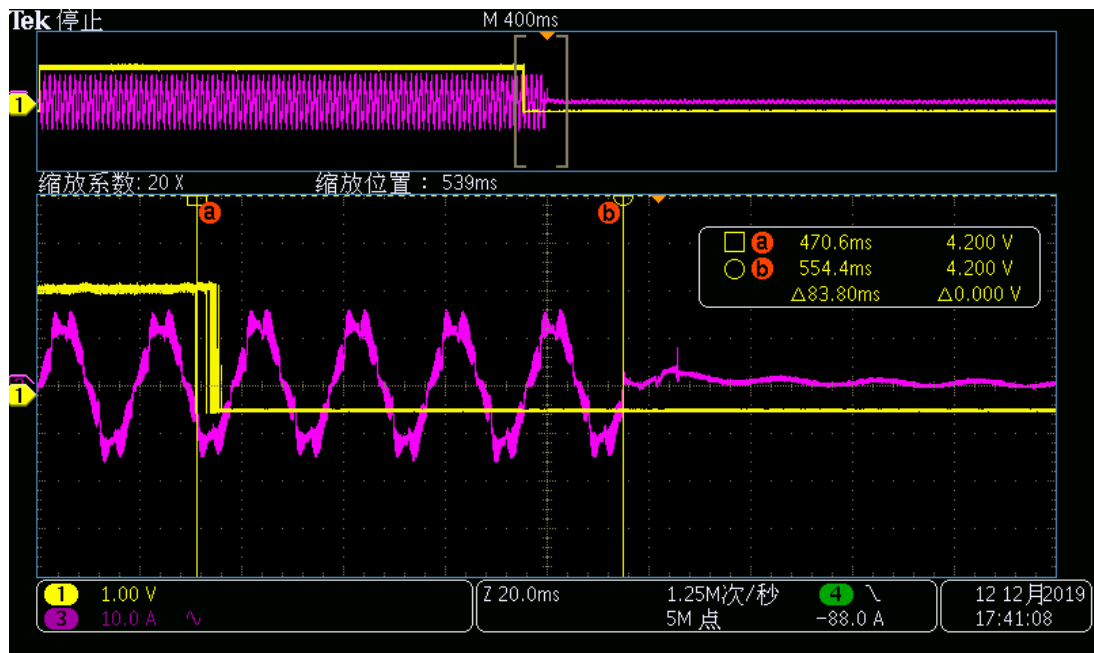 Tek 停止 M 400ms
1
缩放系数: 20 X 缩放位置： 539ms
a b
a 470.6ms 4.200 V
b 554.4ms 4.200 V
△83.80ms △0.000 V
1
1 1.00 V Z 20.0ms 1.25M次/秒 4 12 12月2019
3 10.0 A 5M 点 -88.0 A 17:41:08